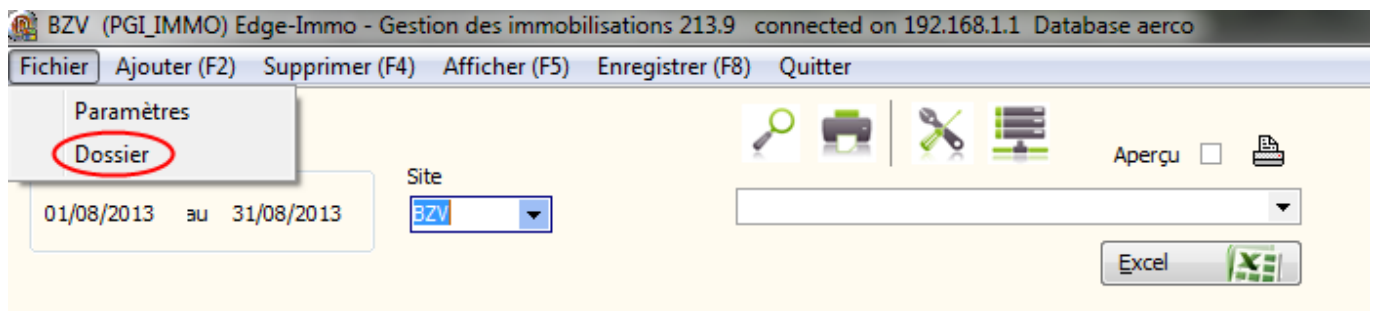 BZV (PGI_IMMO) Edge-Immo - Gestion des immobilisations 213.9 connected on 192.168.1.1 Database aerco
Fichier Ajouter (F2) Supprimer (F4) Afficher (F5) Enregistrer (F8) Quitter
Paramètres
Dossier
Aperçu
Site
01/08/2013 au 31/08/2013 BZV
Excel